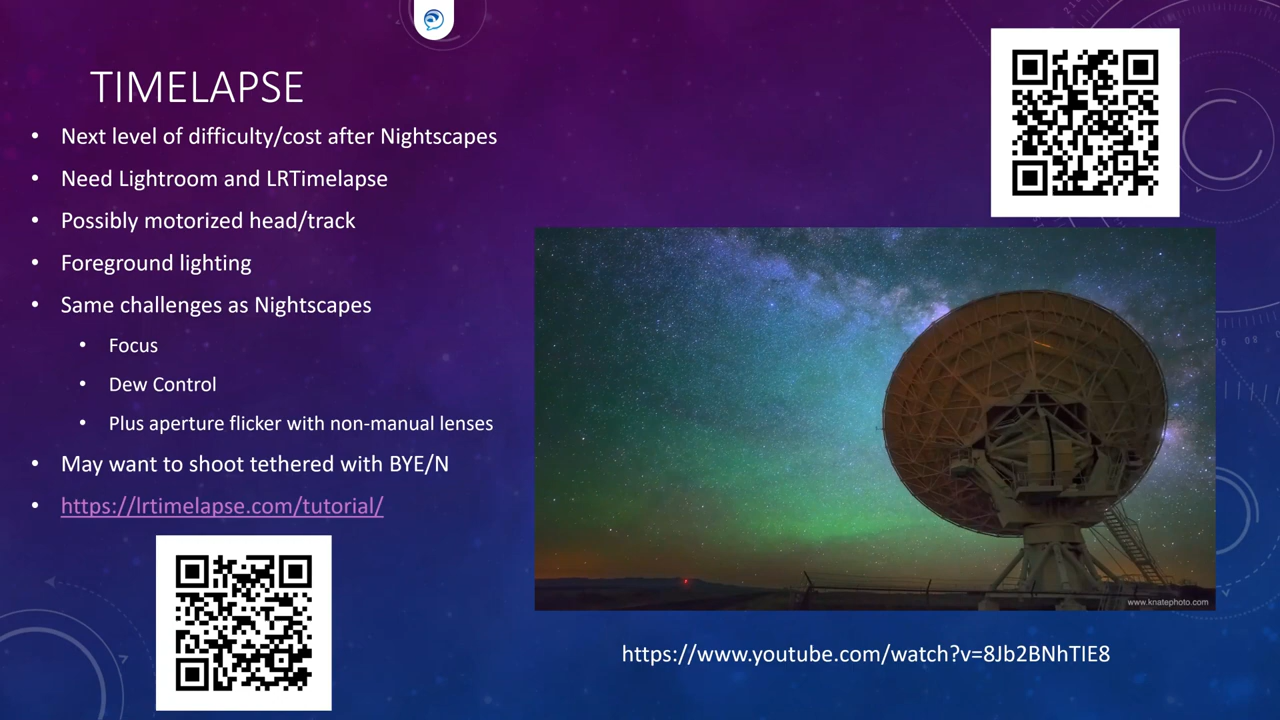 TIMELAPSE
• Next level of difficulty/cost after Nightscapes
• Need Lightroom and LRTimelapse
• Possibly motorized head/track
• Foreground lighting
• Same challenges as Nightscapes
• Focus
• Dew Control
• Plus aperture flicker with non-manual lenses
• May want to shoot tethered with BYE/N
• https://lrtimelapse.com/tutorial/
www.knatephoto.com
https://www.youtube.com/watch?v=8Jb2BNhTIE8